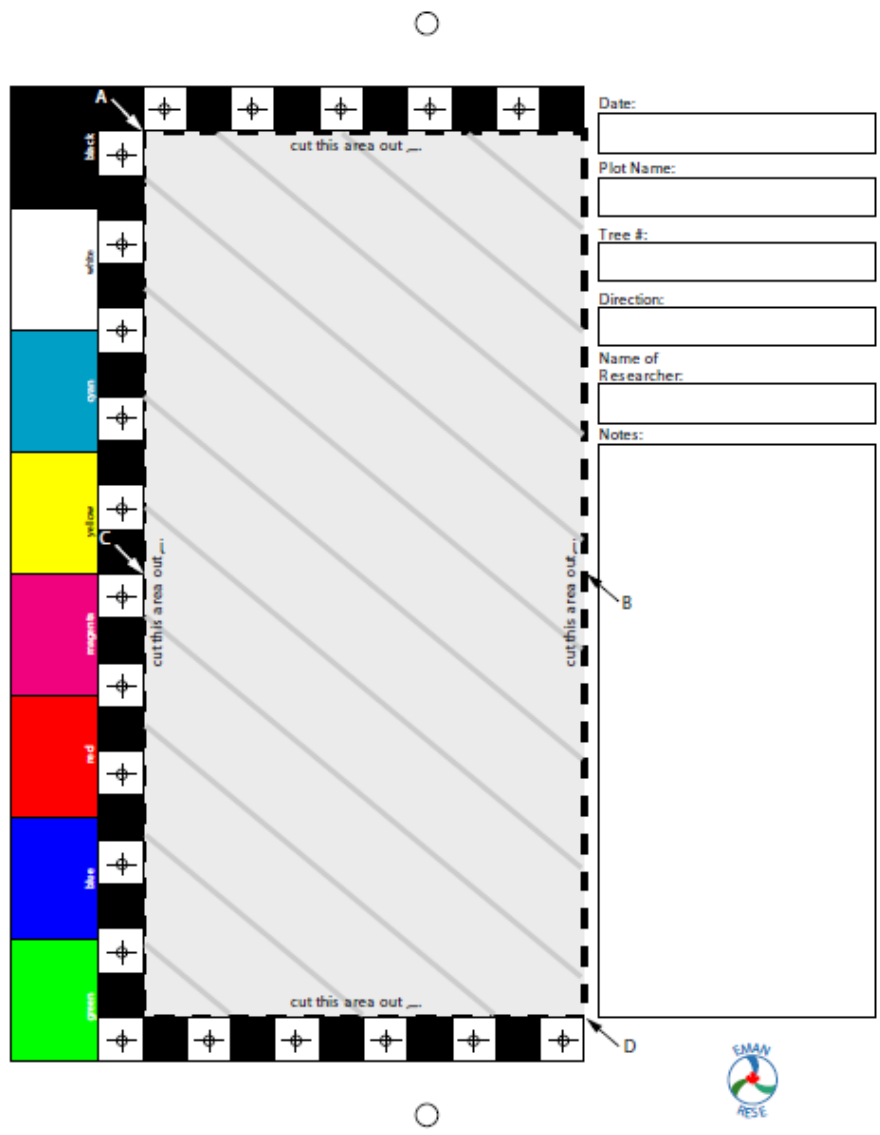 A
black
white
cyan
yellow
magenta
red
blue
green
C
cut this area out
cut this area out
cut this area out
cut this area out
B
D
Date:
Plot Name:
Tree #:
Direction:
Name of
Researcher:
Notes:
EMAN
RESE